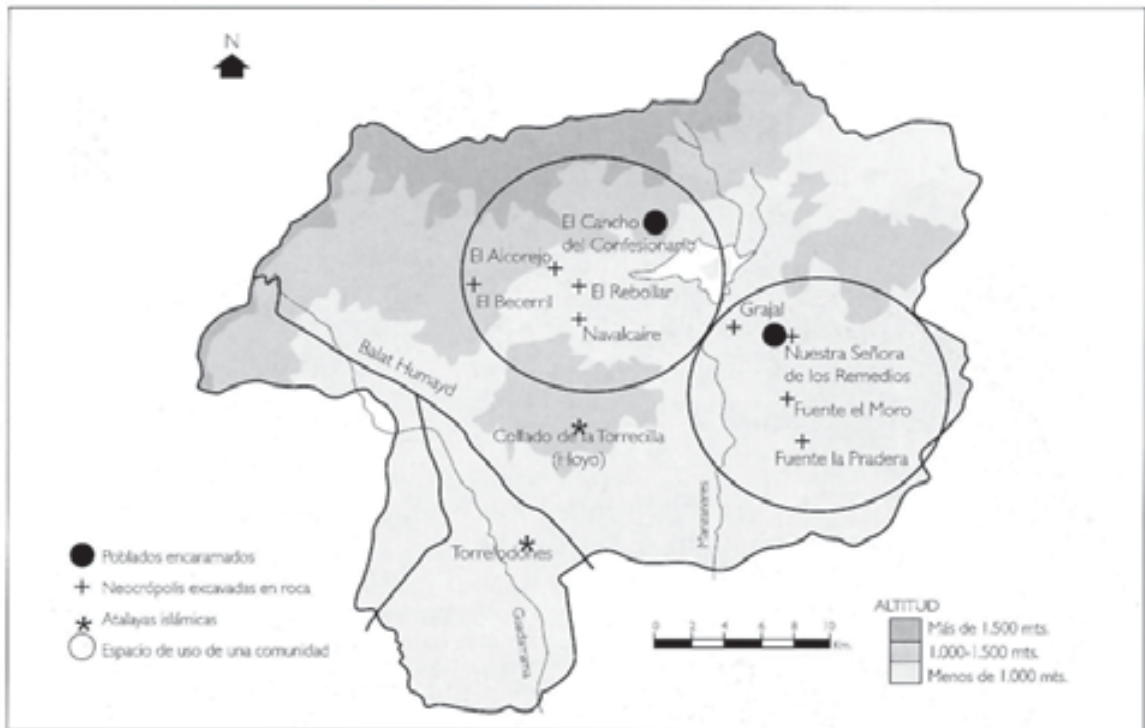 N
El Cancho
del Confesionario
El Alcorejo
El Becerril
El Rebollar
Navalcaire
Grajal
Nuestra Señora
de los Remedios
Fuente el Moro
Fuente la Pradera
Balat Humayd
Collado de la Torrecilla
(Hoyo)
Manzanares
Torrelodones
Guadarrama
Poblados encaramados
Neocrópolis excavadas en roca
Atalayas islámicas
Espacio de uso de una comunidad
0 2 4 6 8 10
Km.
ALTITUD
Más de 1.500 mts.
1.000-1.500 mts.
Menos de 1.000 mts.